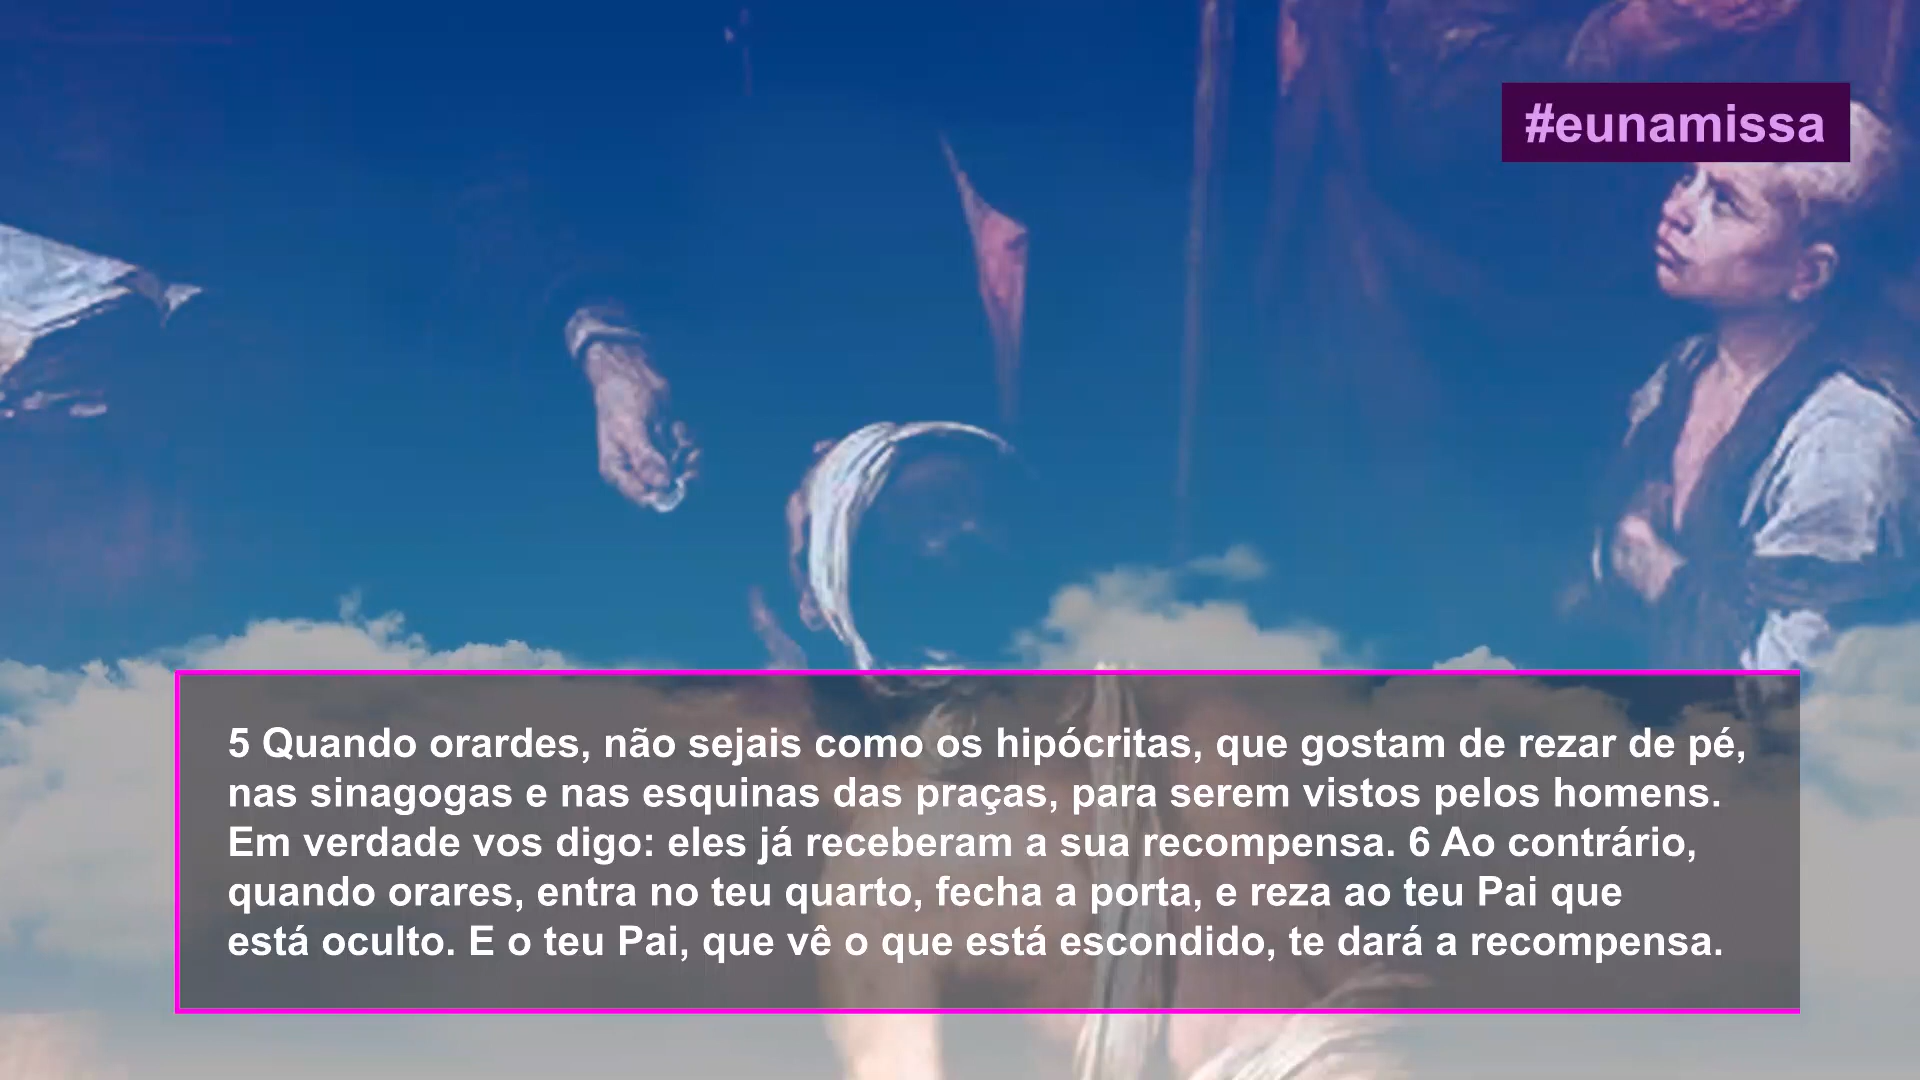 #eunamissa
5 Quando orardes, não sejais como os hipócritas, que gostam de rezar de pé,
nas sinagogas e nas esquinas das praças, para serem vistos pelos homens.
Em verdade vos digo: eles já receberam a sua recompensa. 6 Ao contrário,
quando orares, entra no teu quarto, fecha a porta, e reza ao teu Pai que
está oculto. E o teu Pai, que vê o que está escondido, te dará a recompensa.